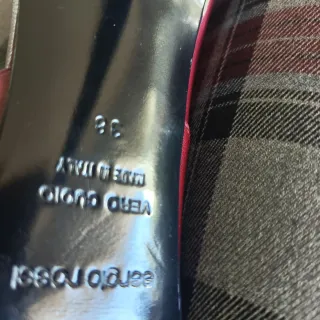 sergio rossi
VERO CUOIO
MADE IN ITALY
38